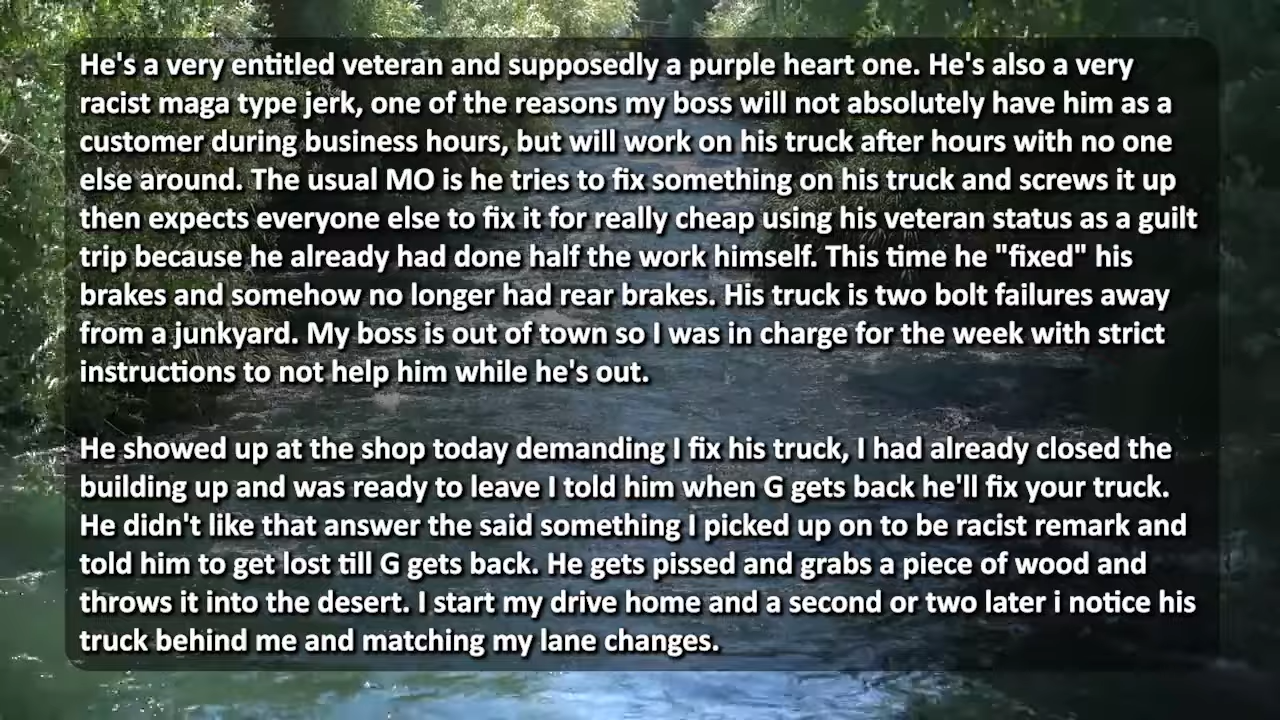 He's a very entitled veteran and supposedly a purple heart one. He's also a very
racist maga type jerk, one of the reasons my boss will not absolutely have him as a
customer during business hours, but will work on his truck after hours with no one
else around. The usual MO is he tries to fix something on his truck and screws it up
then expects everyone else to fix it for really cheap using his veteran status as a guilt
trip because he already had done half the work himself. This time he "fixed" his
brakes and somehow no longer had rear brakes. His truck is two bolt failures away
from a junkyard. My boss is out of town so I was in charge for the week with strict
instructions to not help him while he's out.
He showed up at the shop today demanding I fix his truck, I had already closed the
building up and was ready to leave I told him when G gets back he'll fix your truck.
He didn't like that answer the said something I picked up on to be racist remark and
told him to get lost till G gets back. He gets pissed and grabs a piece of wood and
throws it into the desert. I start my drive home and a second or two later i notice his
truck behind me and matching my lane changes.